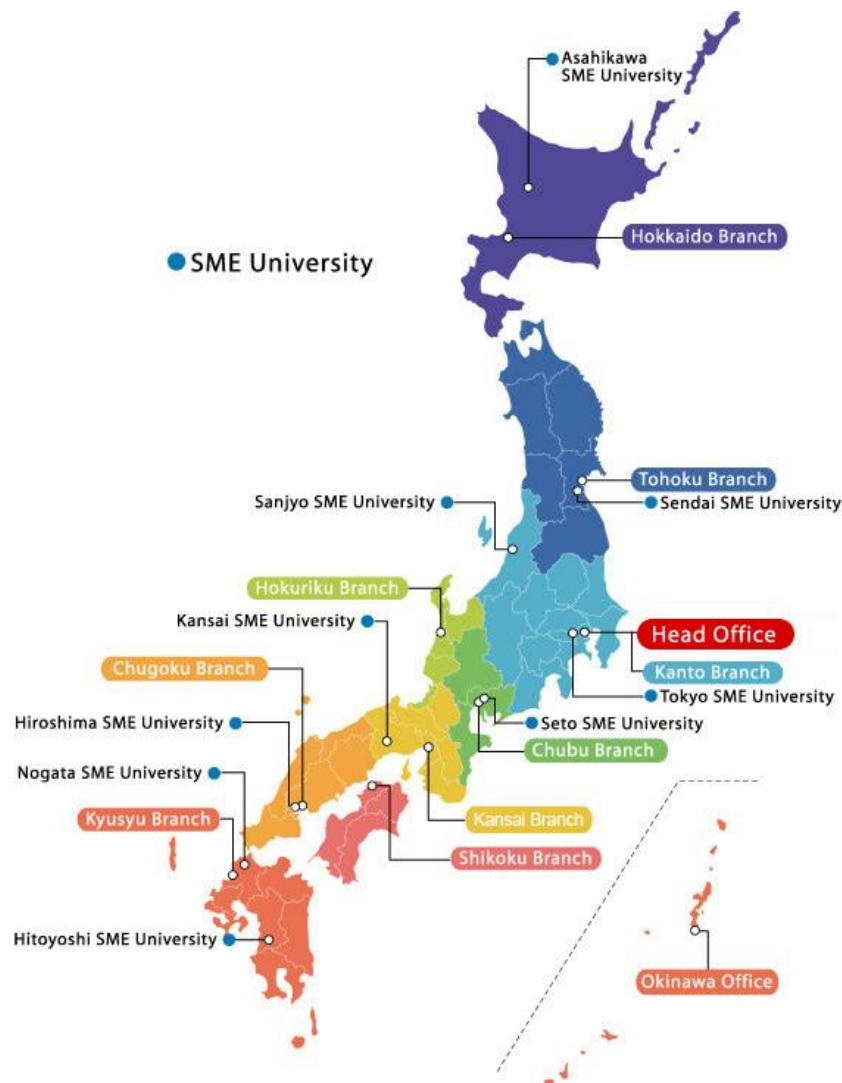 Asahikawa
SME University
Hokkaido Branch
SME University
Tohoku Branch
Sanjyo SME University
Sendai SME University
Hokuriku Branch
Kansai SME University
Head Office
Chugoku Branch
Kanto Branch
Tokyo SME University
Hiroshima SME University
Seto SME University
Chubu Branch
Nogata SME University
Kyusyu Branch
Kansai Branch
Shikoku Branch
Hitoyoshi SME University
Okinawa Office